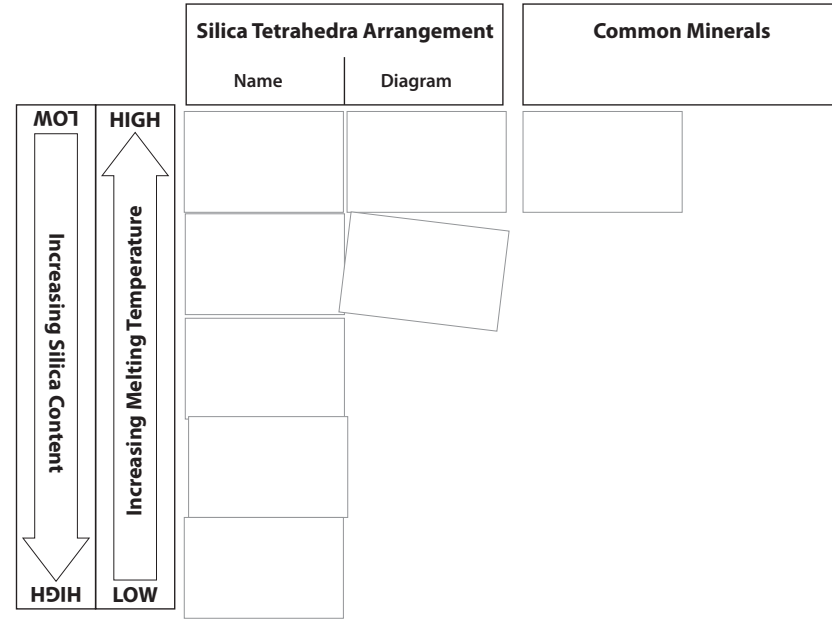 Silica Tetrahedra Arrangement
Common Minerals
Name
Diagram
LOW
HIGH
Increasing Silica Content
Increasing Melting Temperature
HIGH
LOW